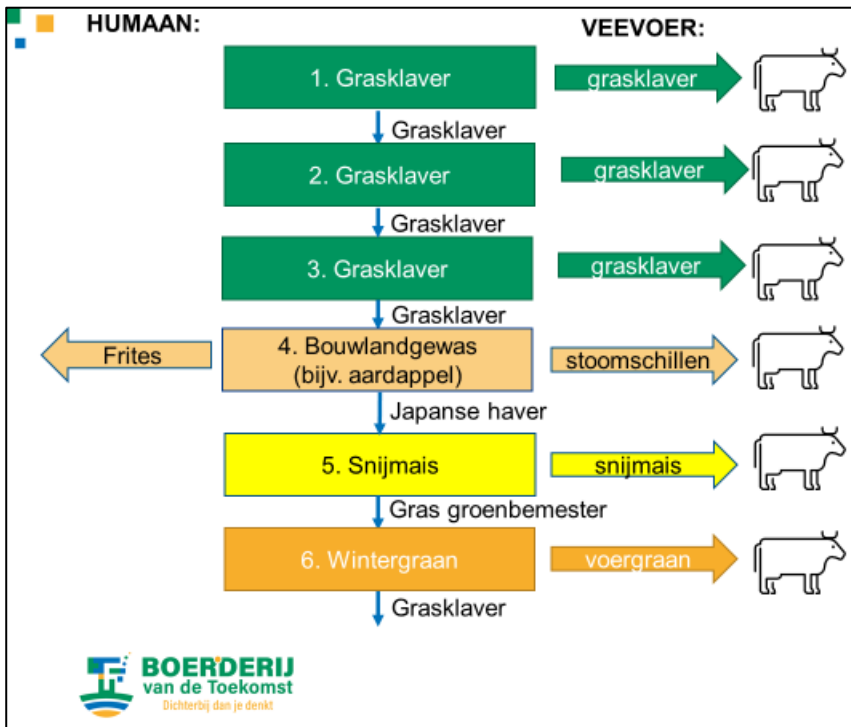 HUMAAN:
VEEVOER:
1. Grasklaver
grasklaver
Grasklaver
2. Grasklaver
grasklaver
Grasklaver
3. Grasklaver
grasklaver
Grasklaver
Frites
4. Bouwlandgewas
(bijv. aardappel)
stoomschillen
Japanse haver
5. Snijmais
snijmais
Gras groenbemester
6. Wintergraan
voergraan
Grasklaver
BOERDERIJ
van de Toekomst
Dichterbij dan je denkt